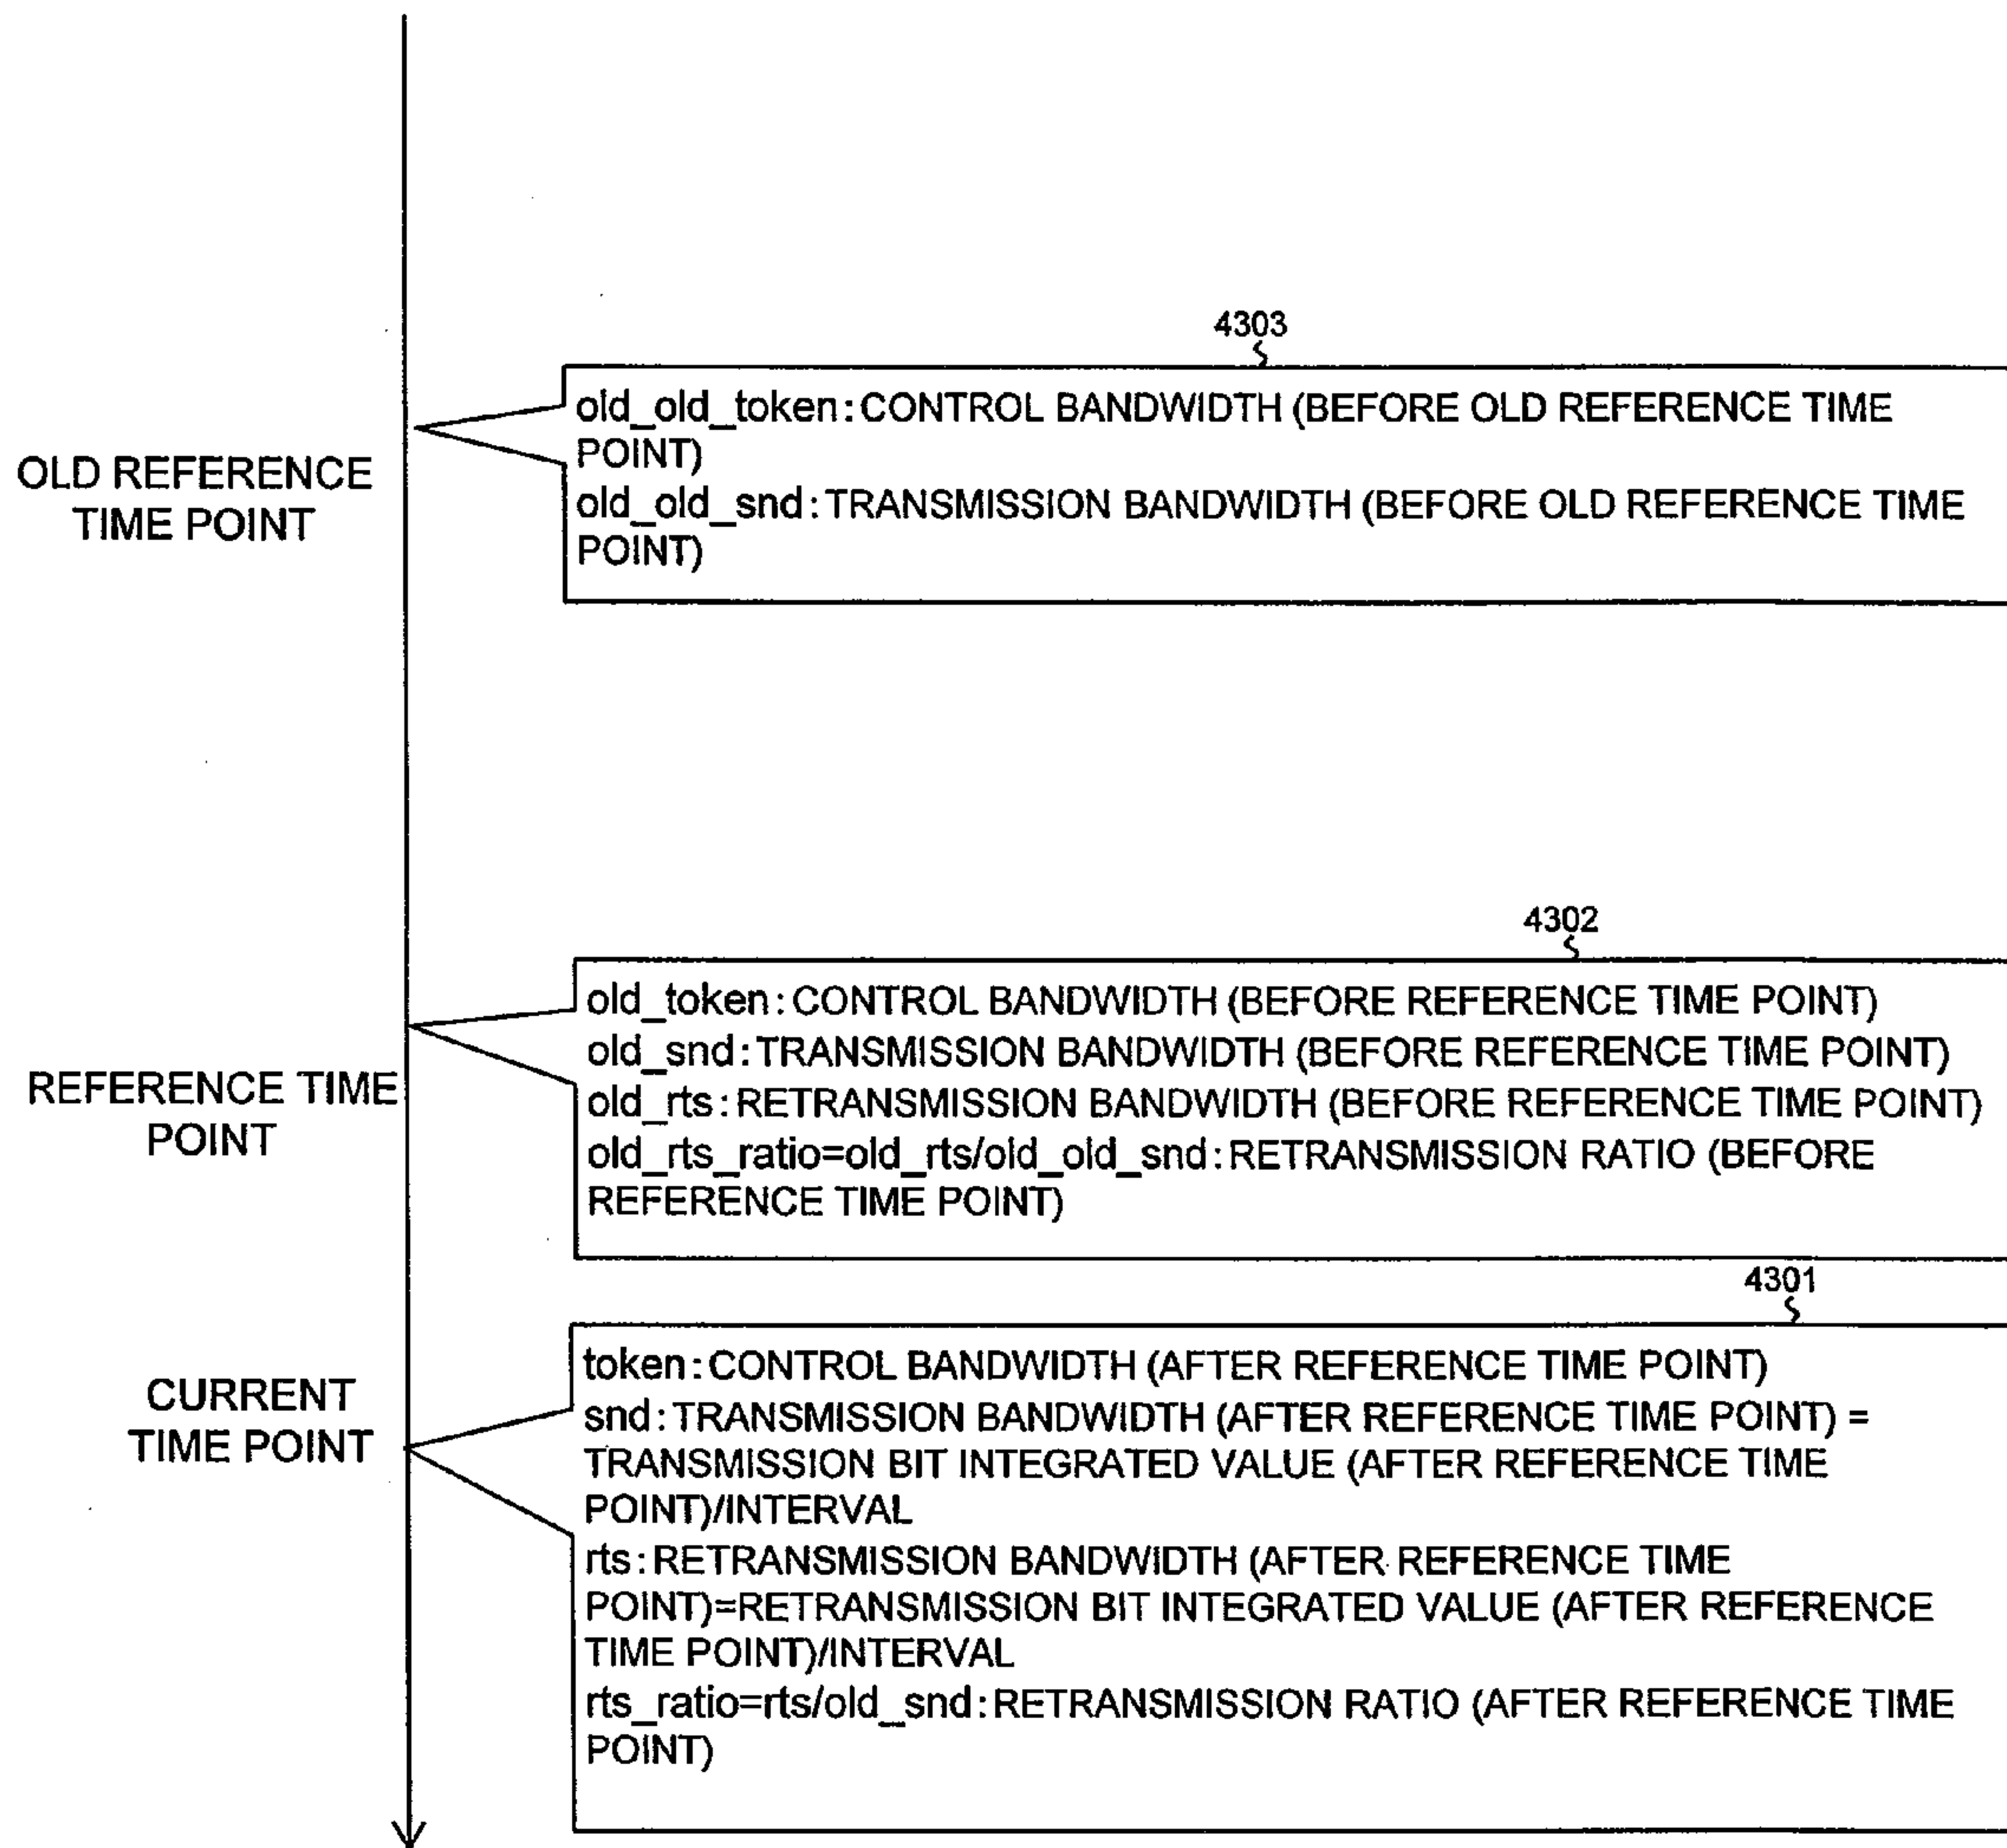 4303
old_old_token:CONTROL BANDWIDTH (BEFORE OLD REFERENCE TIME
POINT)
old_old_snd:TRANSMISSION BANDWIDTH (BEFORE OLD REFERENCE TIME
POINT)
OLD REFERENCE
TIME POINT
4302
old_token:CONTROL BANDWIDTH (BEFORE REFERENCE TIME POINT)
old_snd:TRANSMISSION BANDWIDTH (BEFORE REFERENCE TIME POINT)
old_rts:RETRANSMISSION BANDWIDTH (BEFORE REFERENCE TIME POINT)
old_rts_ratio=old_rts/old_old_snd:RETRANSMISSION RATIO (BEFORE
REFERENCE TIME POINT)
REFERENCE TIME
POINT
4301
token:CONTROL BANDWIDTH (AFTER REFERENCE TIME POINT)
snd:TRANSMISSION BANDWIDTH (AFTER REFERENCE TIME POINT) =
TRANSMISSION BIT INTEGRATED VALUE (AFTER REFERENCE TIME
POINT)/INTERVAL
rts:RETRANSMISSION BANDWIDTH (AFTER REFERENCE TIME
POINT)=RETRANSMISSION BIT INTEGRATED VALUE (AFTER REFERENCE
TIME POINT)/INTERVAL
rts_ratio=rts/old_snd:RETRANSMISSION RATIO (AFTER REFERENCE TIME
POINT)
CURRENT
TIME POINT